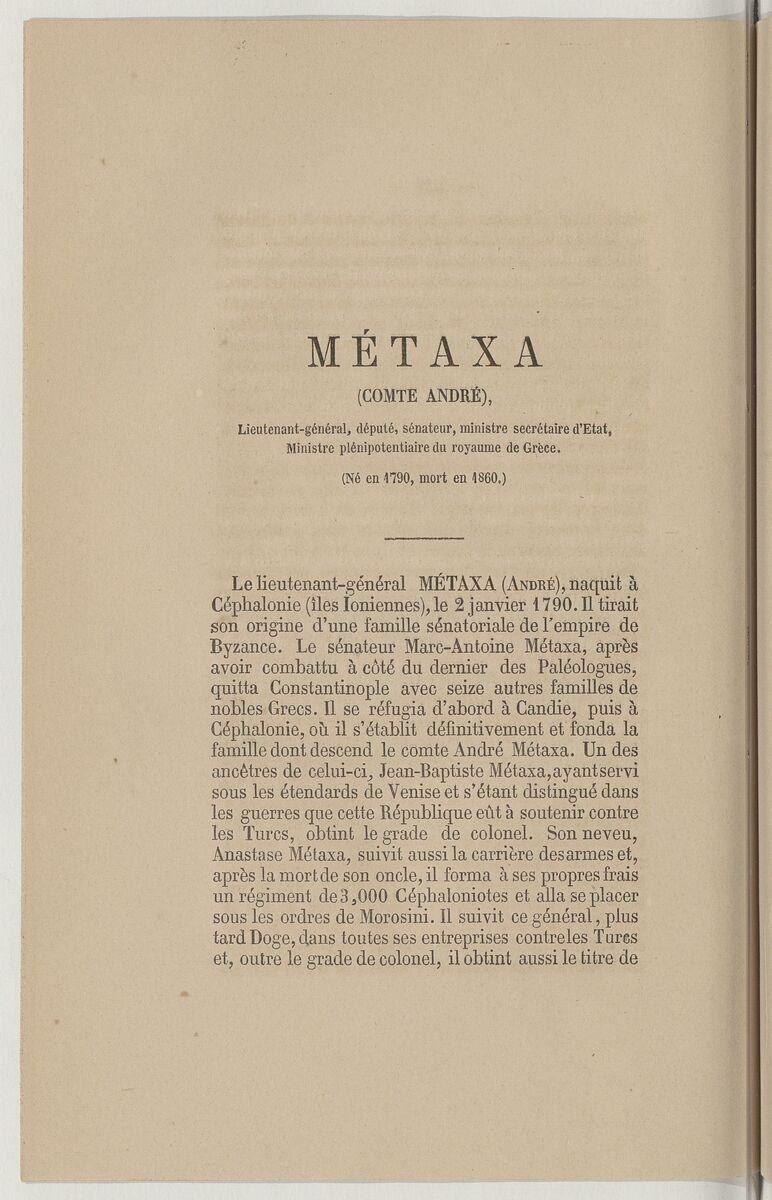 MÉTAXA
(COMTE ANDRÉ),
Lieutenant-général, député, sénateur, ministre secrétaire d'Etat,
Ministre plénipotentiaire du royaume de Grèce.
(Né en 1790, mort en 1860.)
Le lieutenant-général MÉTAXA (ANDRÉ), naquit à
Céphalonie (îles Ioniennes), le 2 janvier 1790. Il tirait
son origine d'une famille sénatoriale de l'empire de
Byzance. Le sénateur Marc-Antoine Métaxa, après
avoir combattu à côté du dernier des Paléologues,
quitta Constantinople avec seize autres familles de
nobles Grecs. Il se réfugia d'abord à Candie, puis à
Céphalonie, où il s'établit définitivement et fonda la
famille dont descend le comte André Métaxa. Un des
ancêtres de celui-ci, Jean-Baptiste Métaxa, ayant servi
sous les étendards de Venise et s'étant distingué dans
les guerres que cette République eût à soutenir contre
les Turcs, obtint le grade de colonel. Son neveu,
Anastase Métaxa, suivit aussi la carrière des armes et,
après la mort de son oncle, il forma à ses propres frais
un régiment de 3,000 Céphaloniotes et alla se placer
sous les ordres de Morosini. Il suivit ce général, plus
tard Doge, dans toutes ses entreprises contre les Turcs
et, outre le grade de colonel, il obtint aussi le titre de